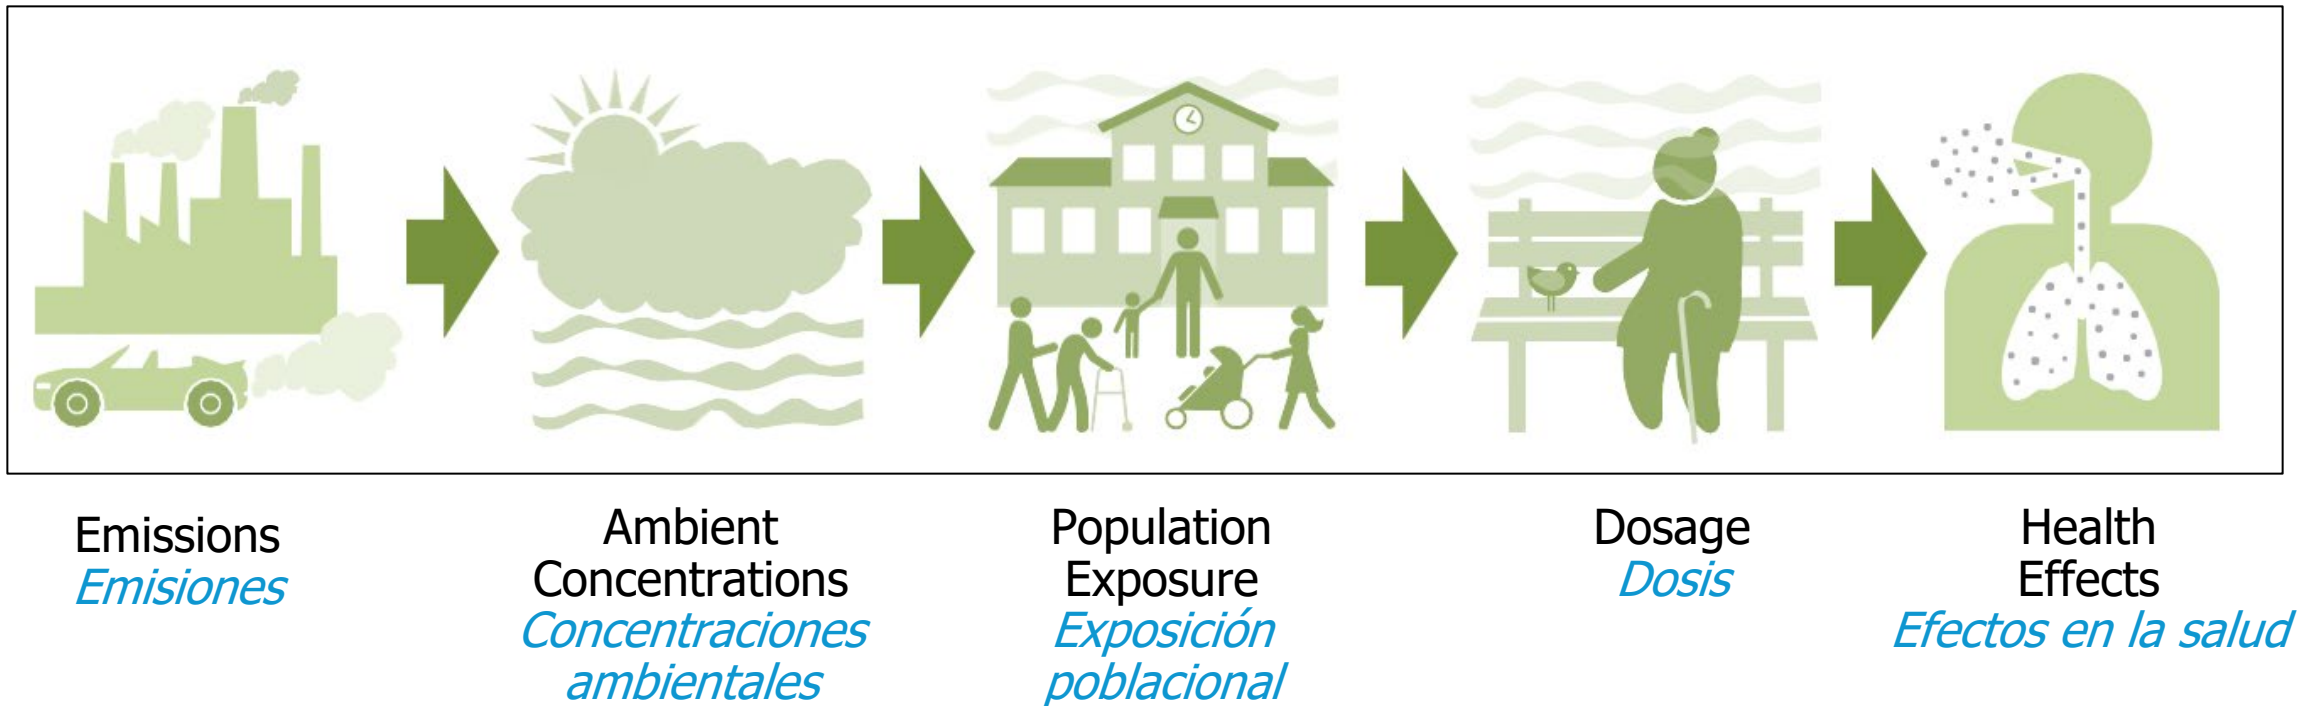 Emissions
Emisiones
Ambient
Concentrations
Concentraciones
ambientales
Population
Exposure
Exposición
poblacional
Dosage
Dosis
Health
Effects
Efectos en la salud